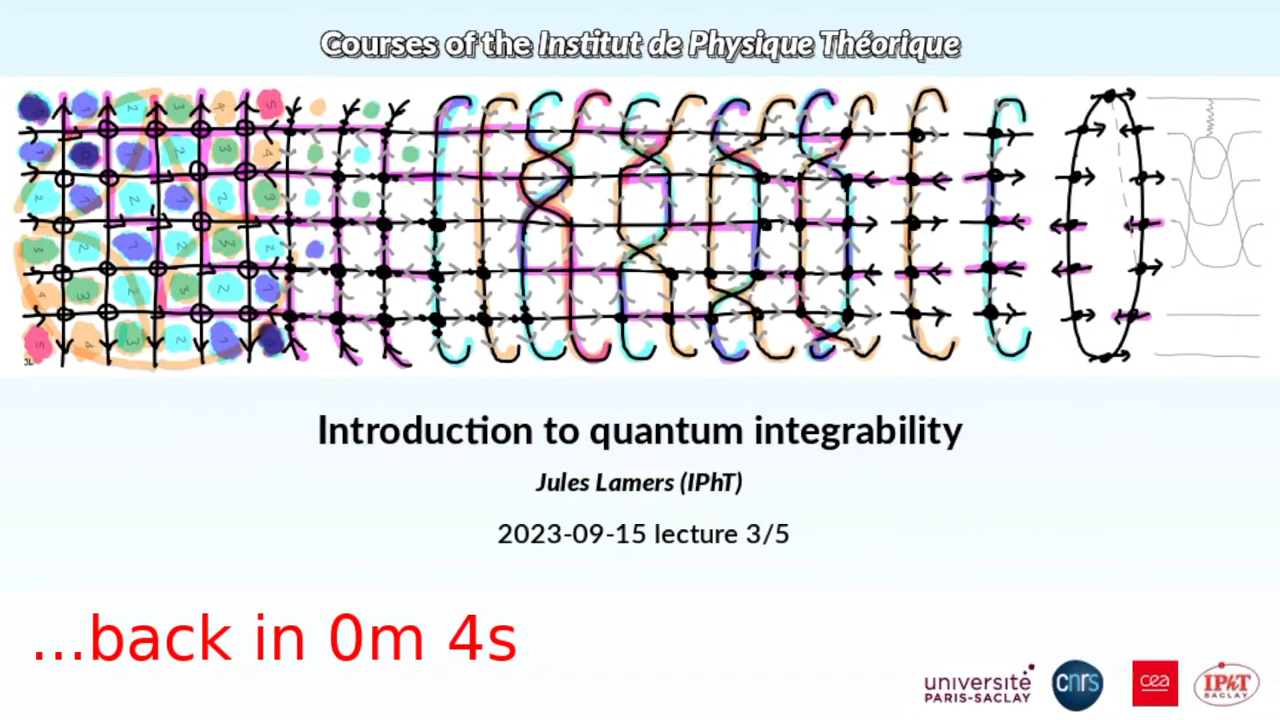 Courses of the Institut de Physique Théorique
Introduction to quantum integrability
Jules Lamers (IPhT)
2023-09-15 lecture 3/5
...back in 0m 4s
université
PARIS-SACLAY
cnrs
cea
IPhT
SACLAY